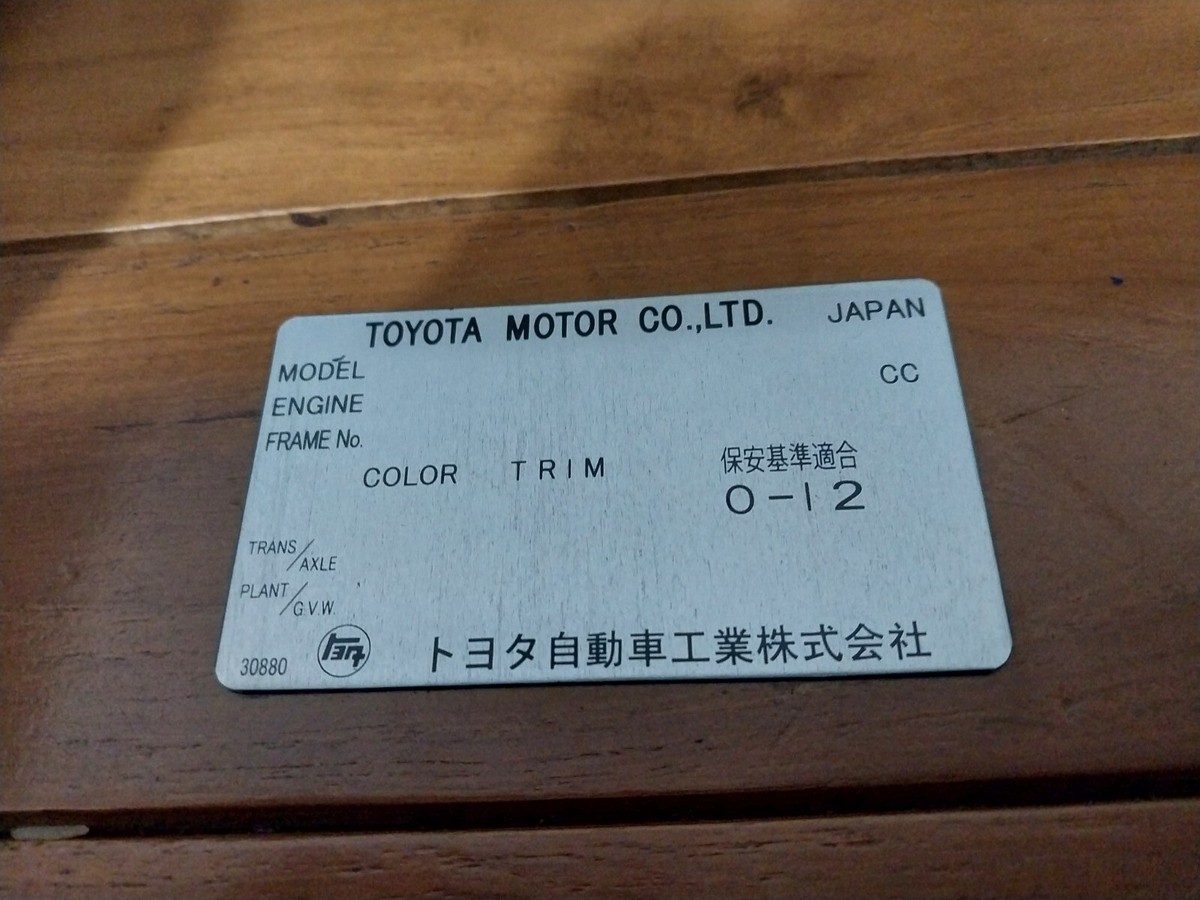 TOYOTA MOTOR CO.,LTD. JAPAN
MODEL CC
ENGINE
FRAME No.
COLOR TRIM 保安基準適合
0-12
TRANS/AXLE
PLANT/G.V.W.
30880 トヨタ トヨタ自動車工業株式会社